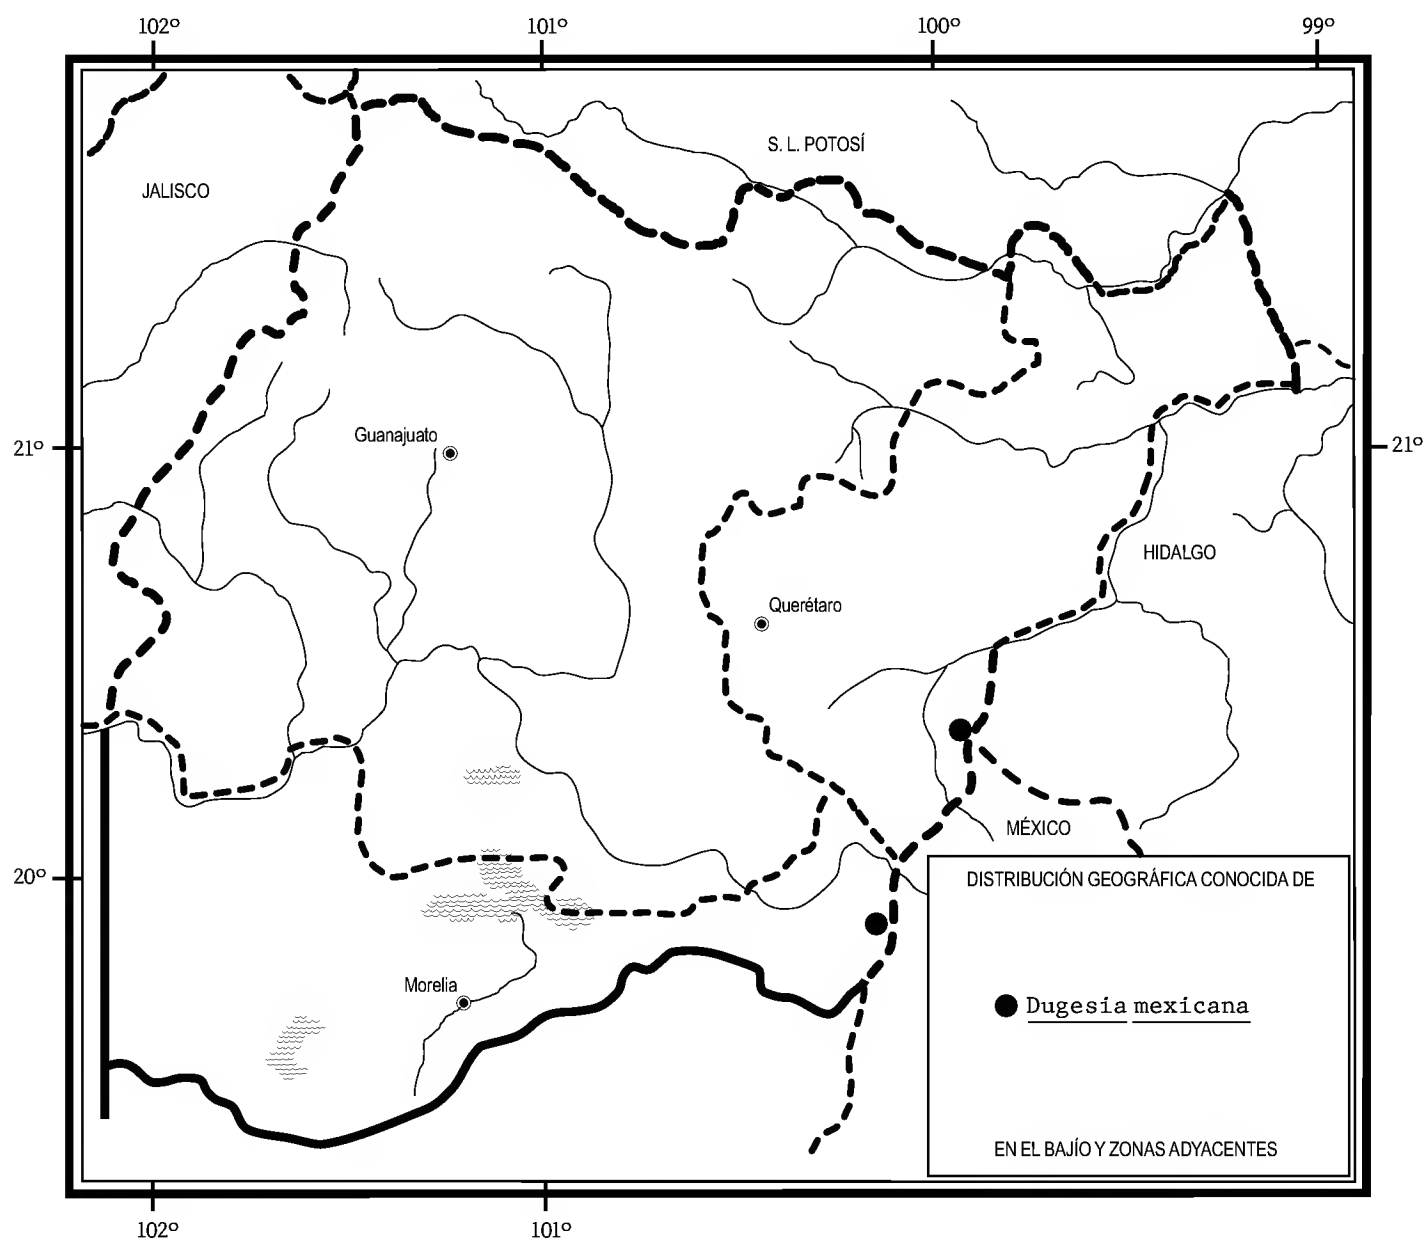 102º 101º 100º 99º
S. L. POTOSÍ
JALISCO
Guanajuato
21º 21º
HIDALGO
Querétaro
MÉXICO
20º
DISTRIBUCIÓN GEOGRÁFICA CONOCIDA DE
Morelia
Dugesia mexicana
EN EL BAJÍO Y ZONAS ADYACENTES
102º 101º